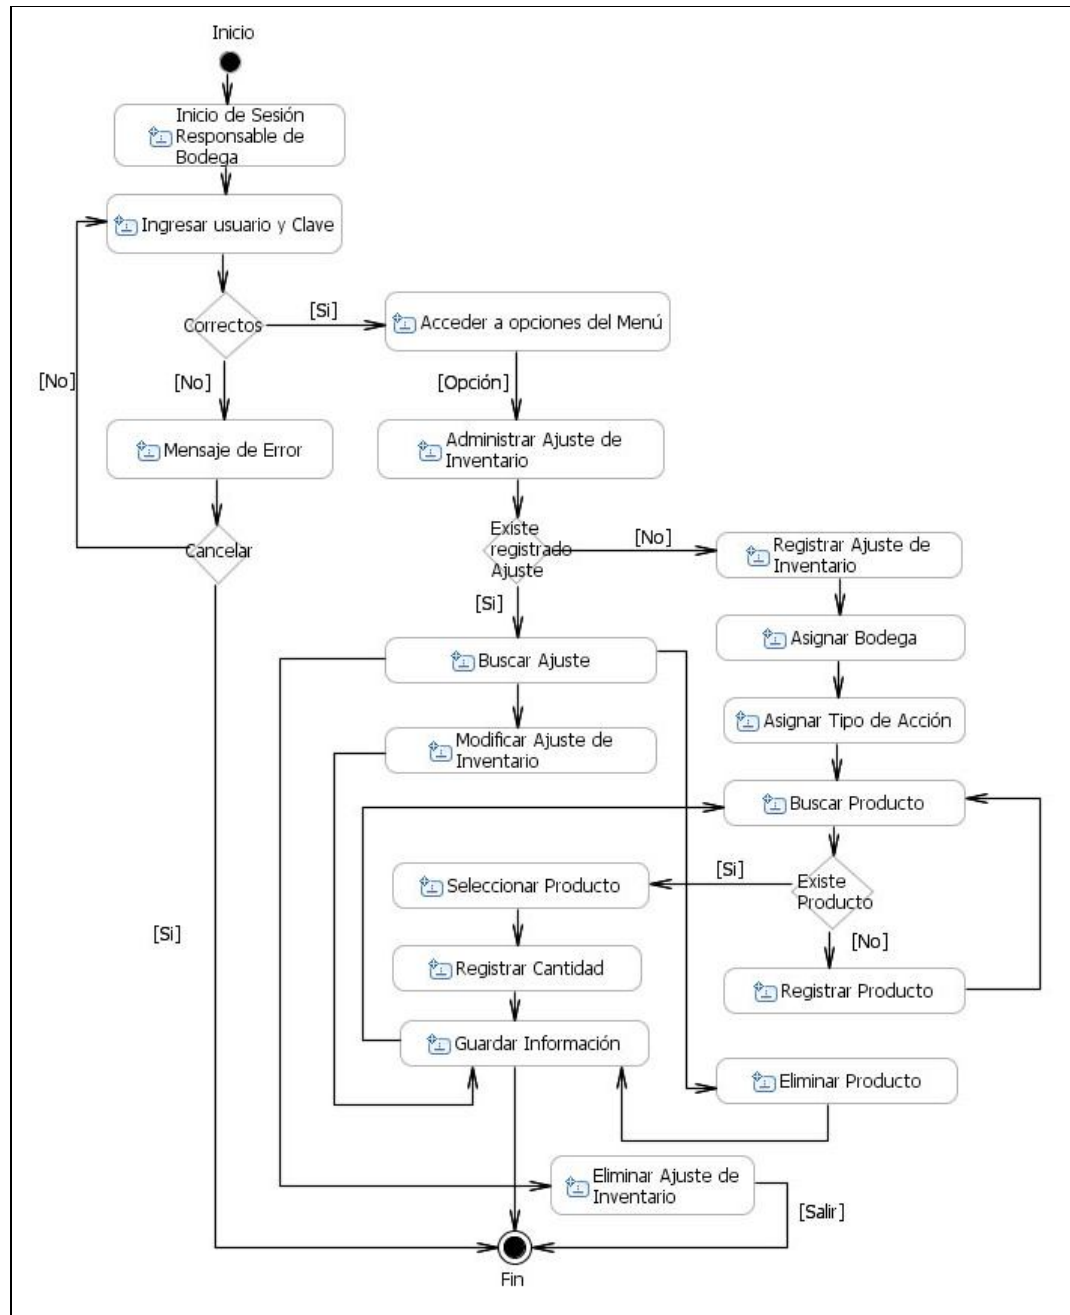 Inicio
Inicio de Sesión
Responsable de
Bodega
Ingresar usuario y Clave
Correctos
[Si]
Acceder a opciones del Menú
[No]
[No]
[Opción]
Mensaje de Error
Administrar Ajuste de
Inventario
Cancelar
Existe
registrado
Ajuste
[No]
Registrar Ajuste de
Inventario
[Si]
Asignar Bodega
Buscar Ajuste
Asignar Tipo de Acción
Modificar Ajuste de
Inventario
Buscar Producto
[Si]
Seleccionar Producto
Existe
Producto
[Si]
[No]
Registrar Cantidad
Registrar Producto
Guardar Información
Eliminar Producto
Eliminar Ajuste de
Inventario
[Salir]
Fin